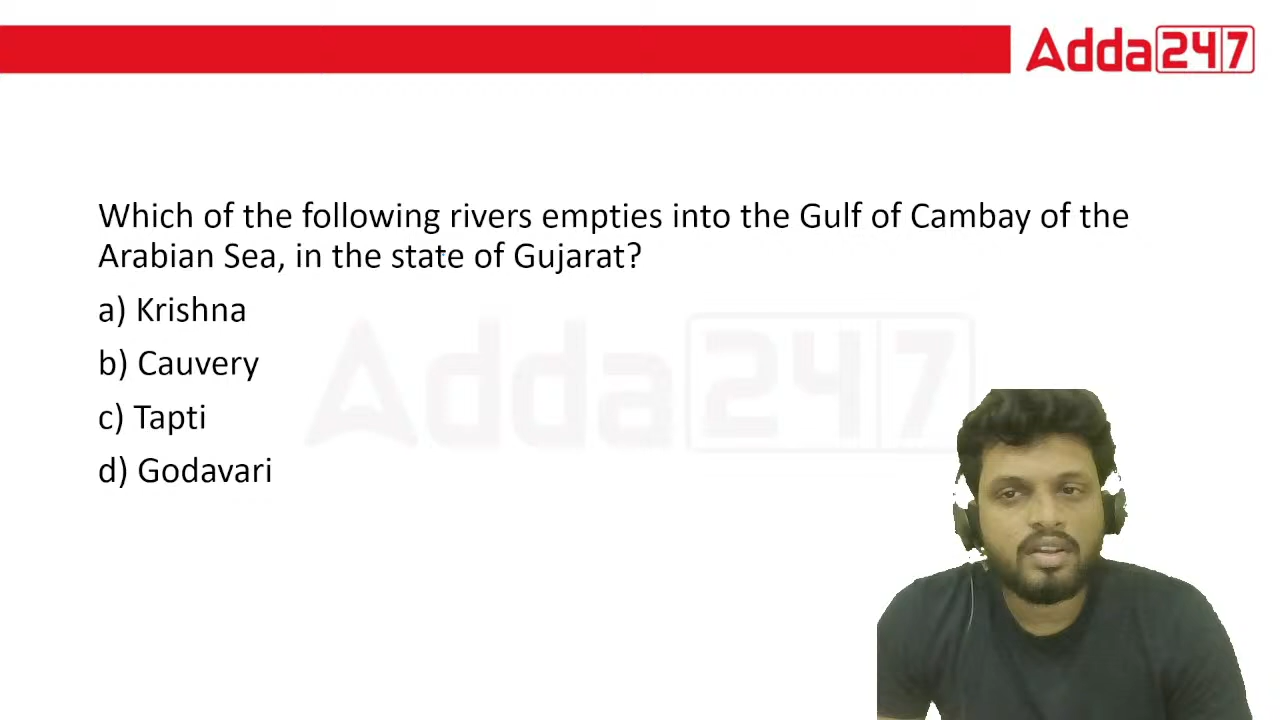 Adda247
Which of the following rivers empties into the Gulf of Cambay of the
Arabian Sea, in the state of Gujarat?
a) Krishna
b) Cauvery
c) Tapti
d) Godavari
Adda247